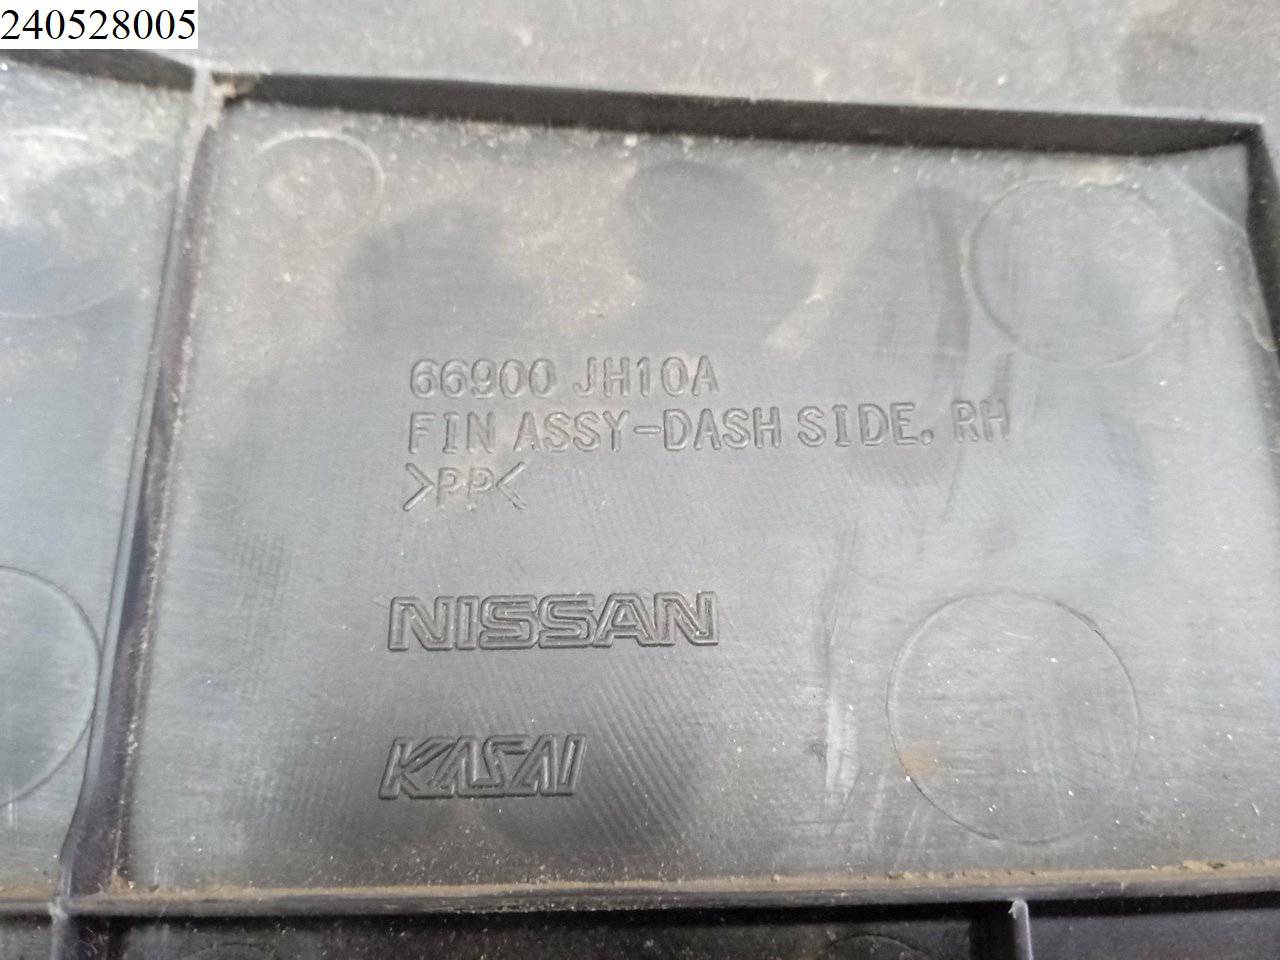 240528005
66900 JH10A
FIN ASSY-DASH SIDE. RH
>PP<
NISSAN
KASAI